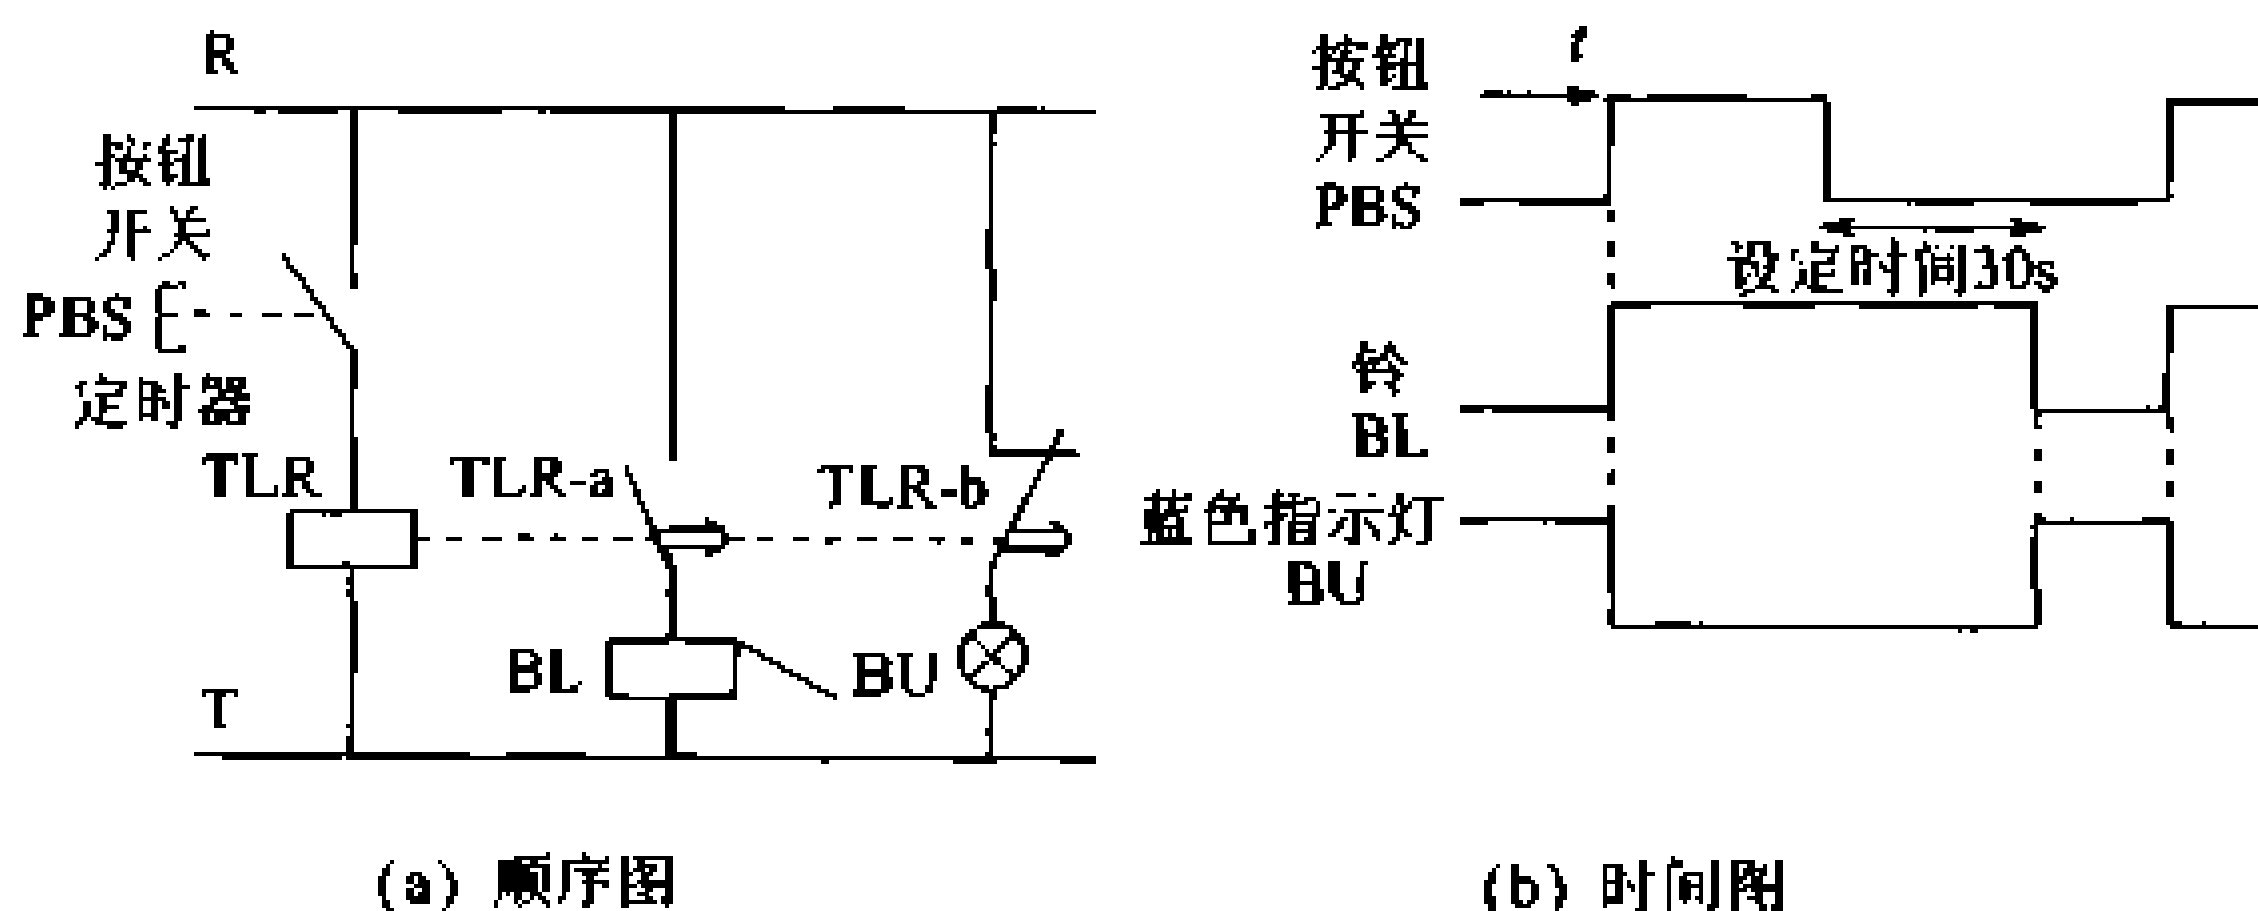 R
按钮
开关
PBS
定时器
TLR
TLR-a
TLR-b
BL
BU
T
(a) 顺序图
t
按钮
开关
PBS
设定时间30s
铃
BL
蓝色指示灯
BU
(b) 时间图